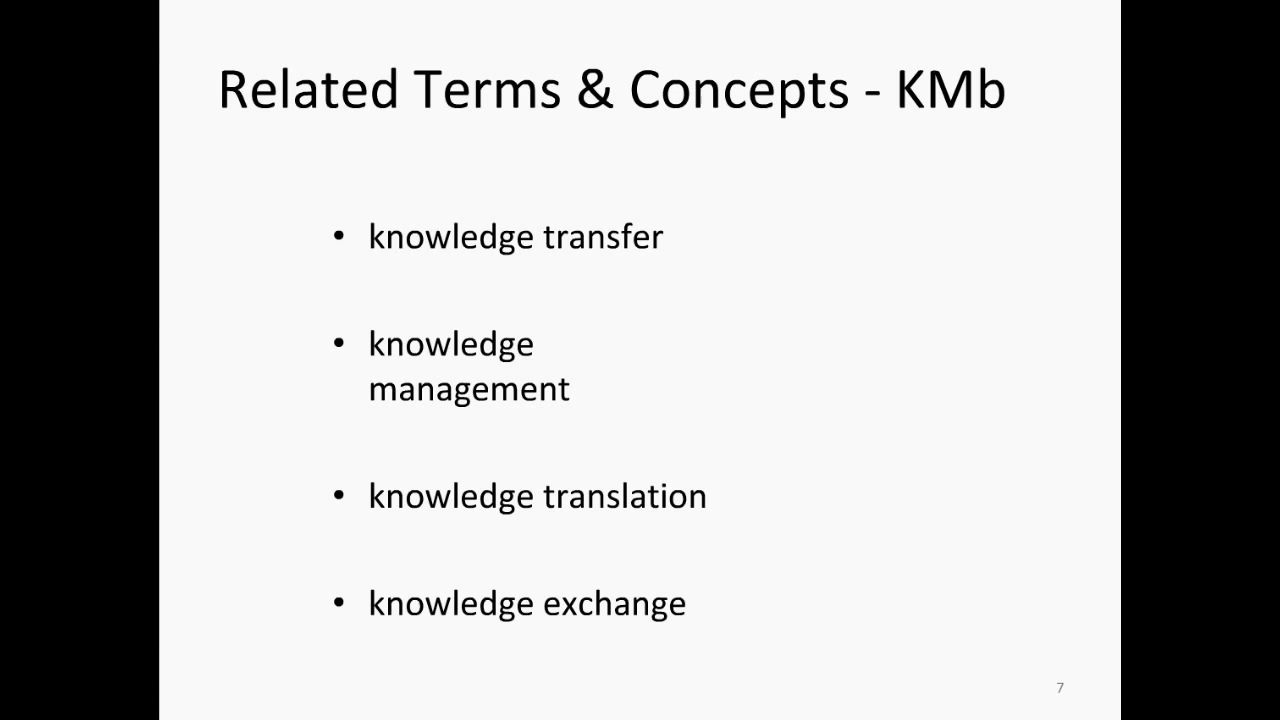 Related Terms & Concepts - KMb
• knowledge transfer
• knowledge
management
• knowledge translation
• knowledge exchange
7